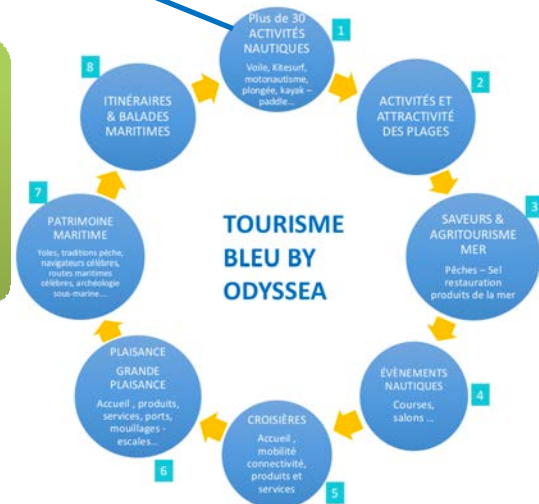 Plus de 30
ACTIVITÉS
NAUTIQUES
Voile, Kitesurf,
motonautisme,
plongée, kayak –
paddle...
1
ACTIVITÉS ET
ATTRACTIVITÉ
DES PLAGES
2
SAVEURS &
AGRITOURISME
MER
Pêches – Sel
restauration
produits de la mer
3
ÉVÈNEMENTS
NAUTIQUES
Courses,
salons ...
4
CROISIÈRES
Accueil ,
mobilité
connectivité,
produits et
services
5
PLAISANCE
GRANDE
PLAISANCE
Accueil , produits,
services, ports,
mouillages -
escales...
6
PATRIMOINE
MARITIME
Yoles, traditions pêche,
navigateurs célèbres,
routes maritimes
célèbres, archéologie
sous-marine....
7
ITINÉRAIRES
& BALADES
MARITIMES
8
TOURISME
BLEU BY
ODYSSEA